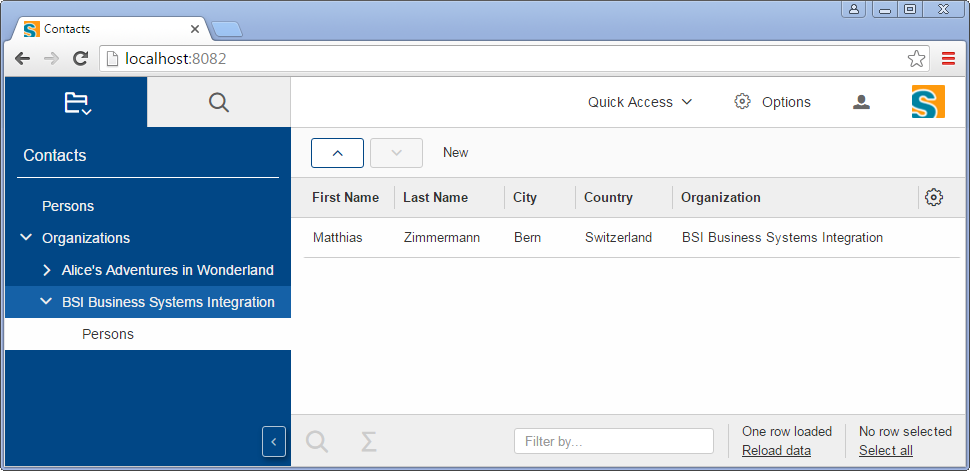 Contacts
localhost:8082
Quick Access
Options
S
Contacts
Persons
Organizations
Alice's Adventures in Wonderland
BSI Business Systems Integration
Persons
New
First Name Last Name City Country Organization
Matthias Zimmermann Bern Switzerland BSI Business Systems Integration
Filter by...
One row loaded
Reload data
No row selected
Select all